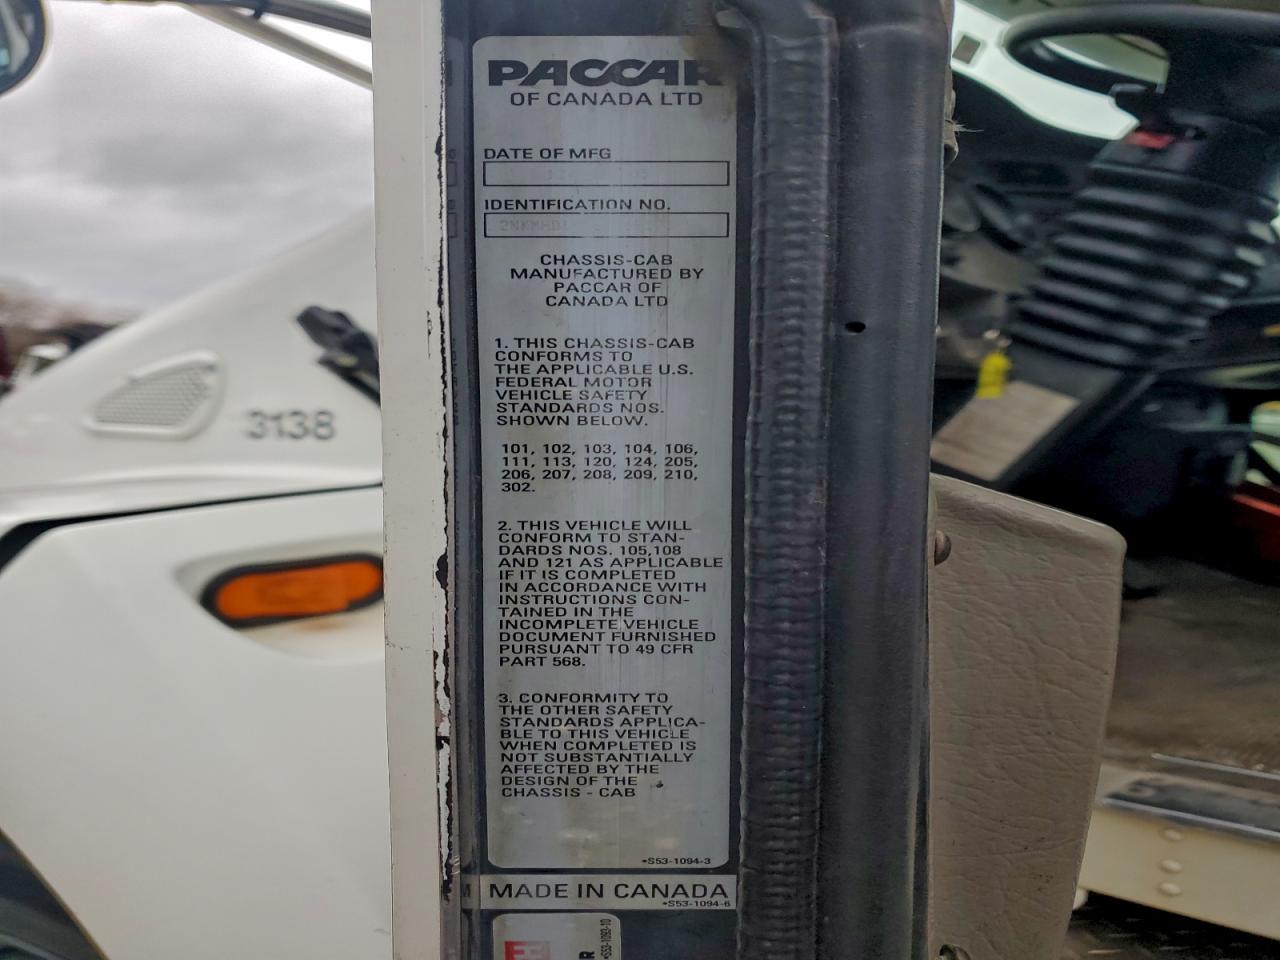 PACCAR
OF CANADA LTD
DATE OF MFG
IDENTIFICATION NO.
CHASSIS-CAB
MANUFACTURED BY
PACCAR OF
CANADA LTD
1. THIS CHASSIS-CAB
CONFORMS TO
THE APPLICABLE U.S.
FEDERAL MOTOR
VEHICLE SAFETY
STANDARDS NOS.
SHOWN BELOW.
101, 102, 103, 104, 106,
111, 113, 120, 124, 205,
206, 207, 208, 209, 210,
302.
2. THIS VEHICLE WILL
CONFORM TO STAN-
DARDS NOS. 105,108
AND 121 AS APPLICABLE
IF IT IS COMPLETED
IN ACCORDANCE WITH
INSTRUCTIONS CON-
TAINED IN THE
INCOMPLETE VEHICLE
DOCUMENT FURNISHED
PURSUANT TO 49 CFR
PART 568.
3. CONFORMITY TO
THE OTHER SAFETY
STANDARDS APPLICA-
BLE TO THIS VEHICLE
WHEN COMPLETED IS
NOT SUBSTANTIALLY
AFFECTED BY THE
DESIGN OF THE
CHASSIS - CAB
•S53-1094-3
MADE IN CANADA
•S53-1094-6
•S53-1093-10
3138